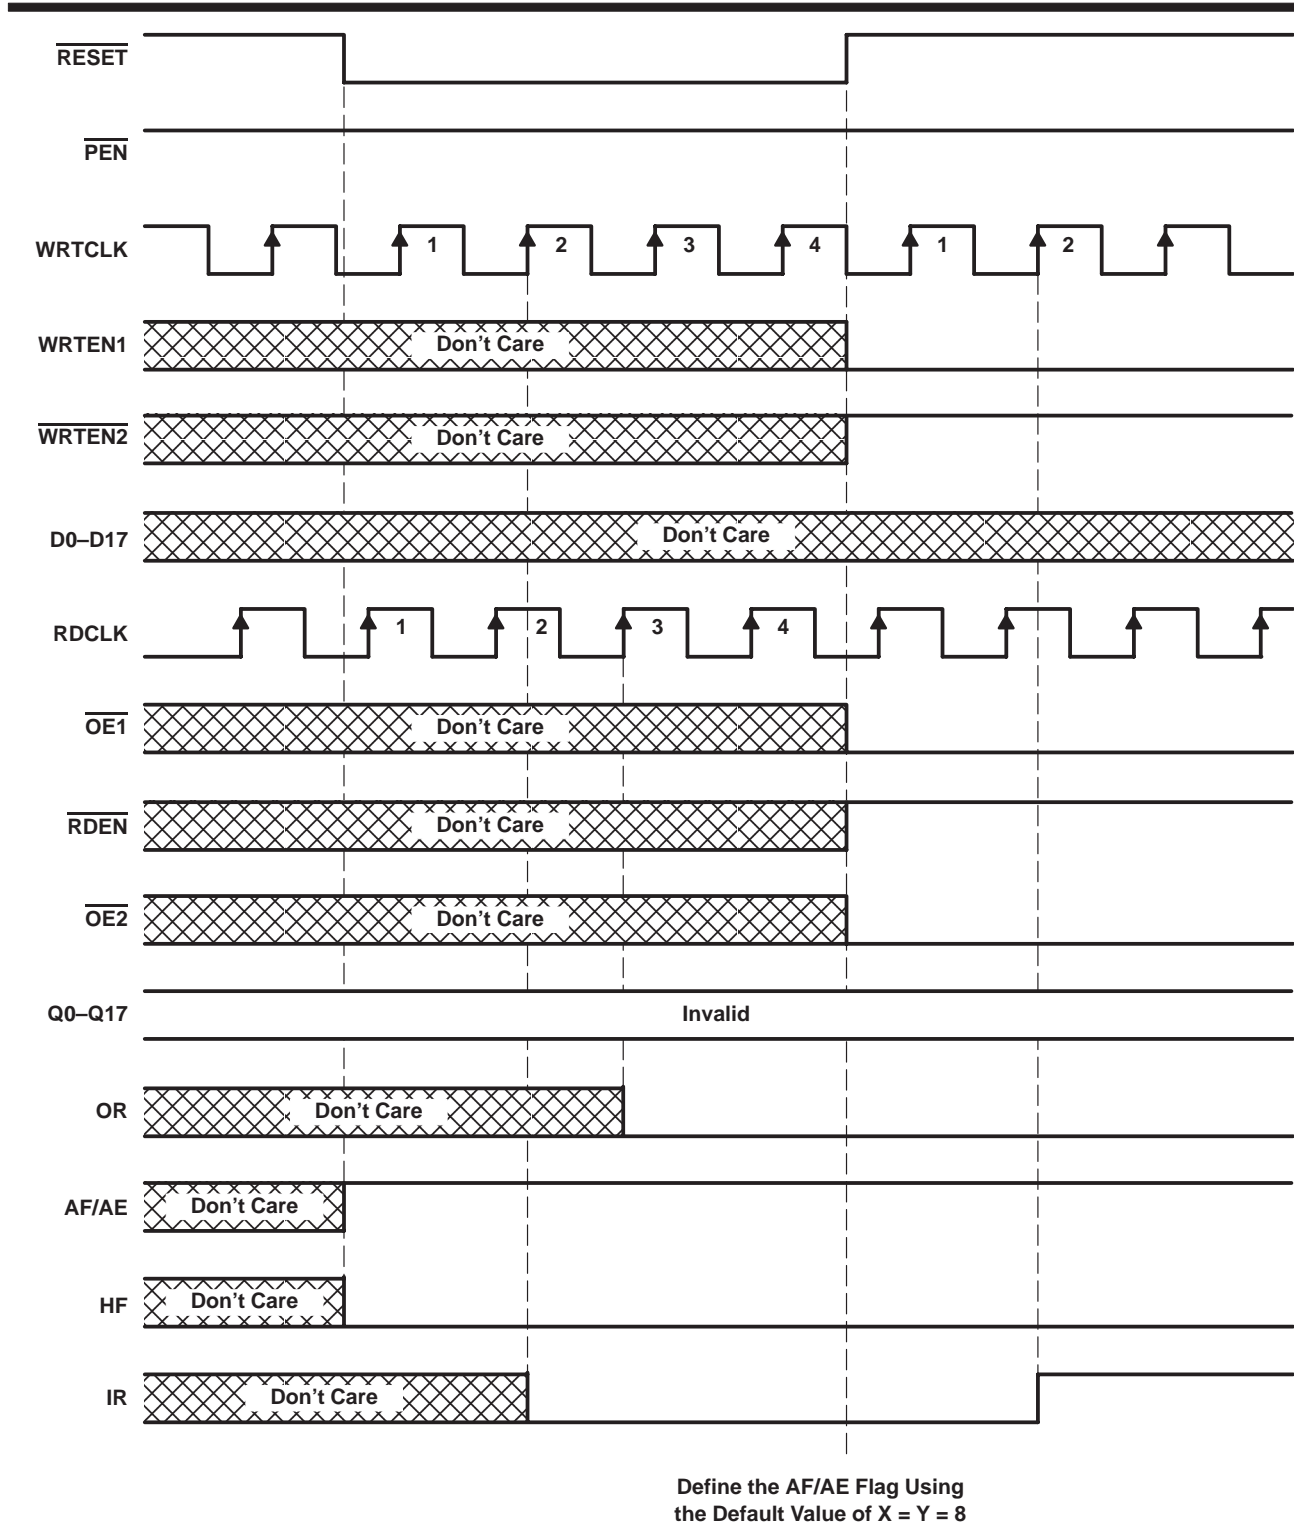 RESET
PEN
WRTCLK 1 2 3 4 1 2
WRTEN1 Don't Care
WRTEN2 Don't Care
D0–D17 Don't Care
RDCLK 1 2 3 4
OE1 Don't Care
RDEN Don't Care
OE2 Don't Care
Q0–Q17 Invalid
OR Don't Care
AF/AE Don't Care
HF Don't Care
IR Don't Care
Define the AF/AE Flag Using
the Default Value of X = Y = 8